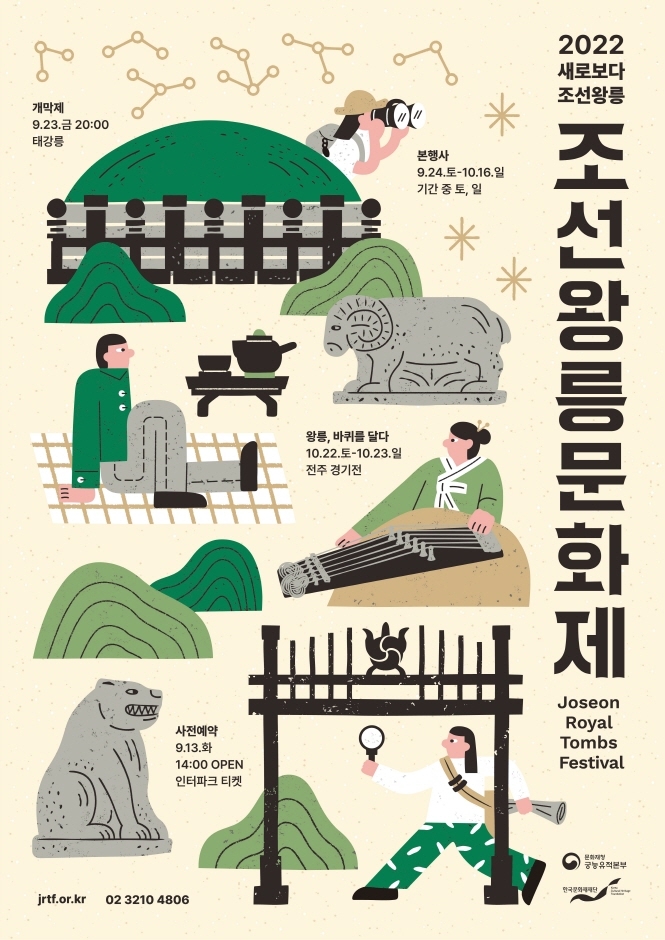 2022
새로보다
조선왕릉
조선왕릉문화제
Joseon
Royal
Tombs
Festival
개막제
9.23.금 20:00
태강릉
본행사
9.24.토-10.16.일
기간 중 토, 일
왕릉, 바퀴를 달다
10.22.토-10.23.일
전주 경기전
사전예약
9.13.화
14:00 OPEN
인터파크 티켓
jrtf.or.kr 02 3210 4806
문화재청
궁능유적본부
한국문화재재단